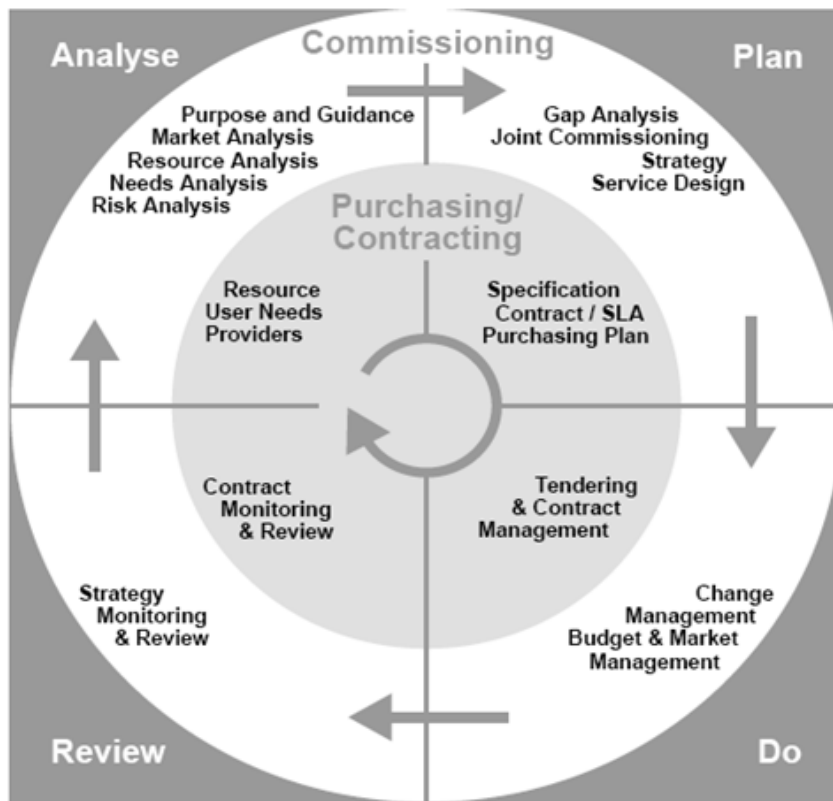 Analyse
Commissioning
Plan
Purpose and Guidance
Market Analysis
Resource Analysis
Needs Analysis
Risk Analysis
Gap Analysis
Joint Commissioning
Strategy
Service Design
Purchasing/
Contracting
Resource
User Needs
Providers
Specification
Contract / SLA
Purchasing Plan
Contract
Monitoring
& Review
Tendering
& Contract
Management
Strategy
Monitoring
& Review
Change
Management
Budget & Market
Management
Review
Do